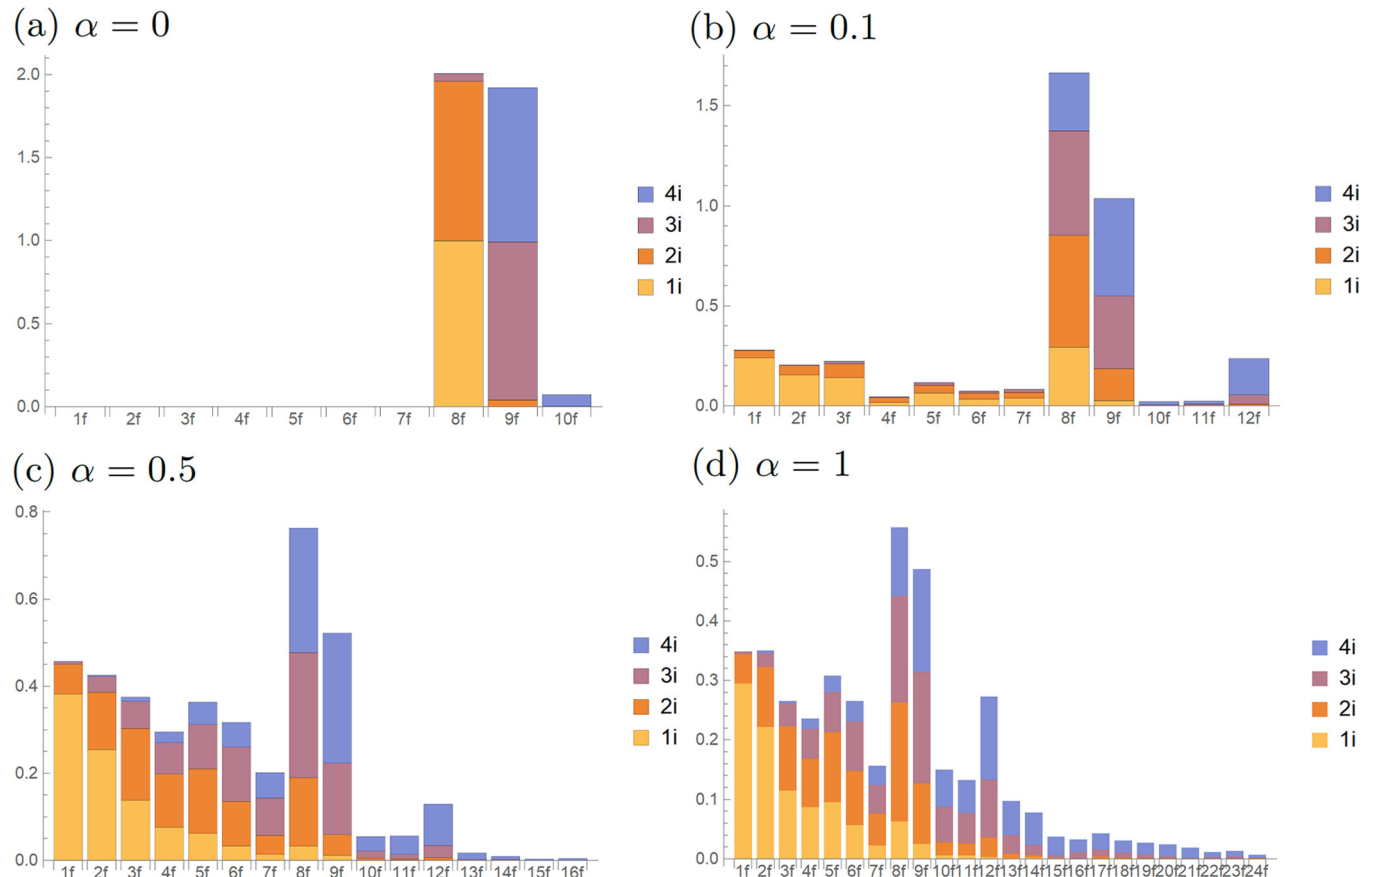 (a) α = 0
2.0
1.5
1.0
0.5
0.0
1f 2f 3f 4f 5f 6f 7f 8f 9f 10f
4i
3i
2i
1i
(b) α = 0.1
1.5
1.0
0.5
0.0
1f 2f 3f 4f 5f 6f 7f 8f 9f 10f 11f 12f
4i
3i
2i
1i
(c) α = 0.5
0.8
0.6
0.4
0.2
0.0
1f 2f 3f 4f 5f 6f 7f 8f 9f 10f 11f 12f 13f 14f 15f 16f
4i
3i
2i
1i
(d) α = 1
0.5
0.4
0.3
0.2
0.1
0.0
1f 2f 3f 4f 5f 6f 7f 8f 9f 10f 11f 12f 13f 14f 15f 16f 17f 18f 19f 20f 21f 22f 23f 24f
4i
3i
2i
1i